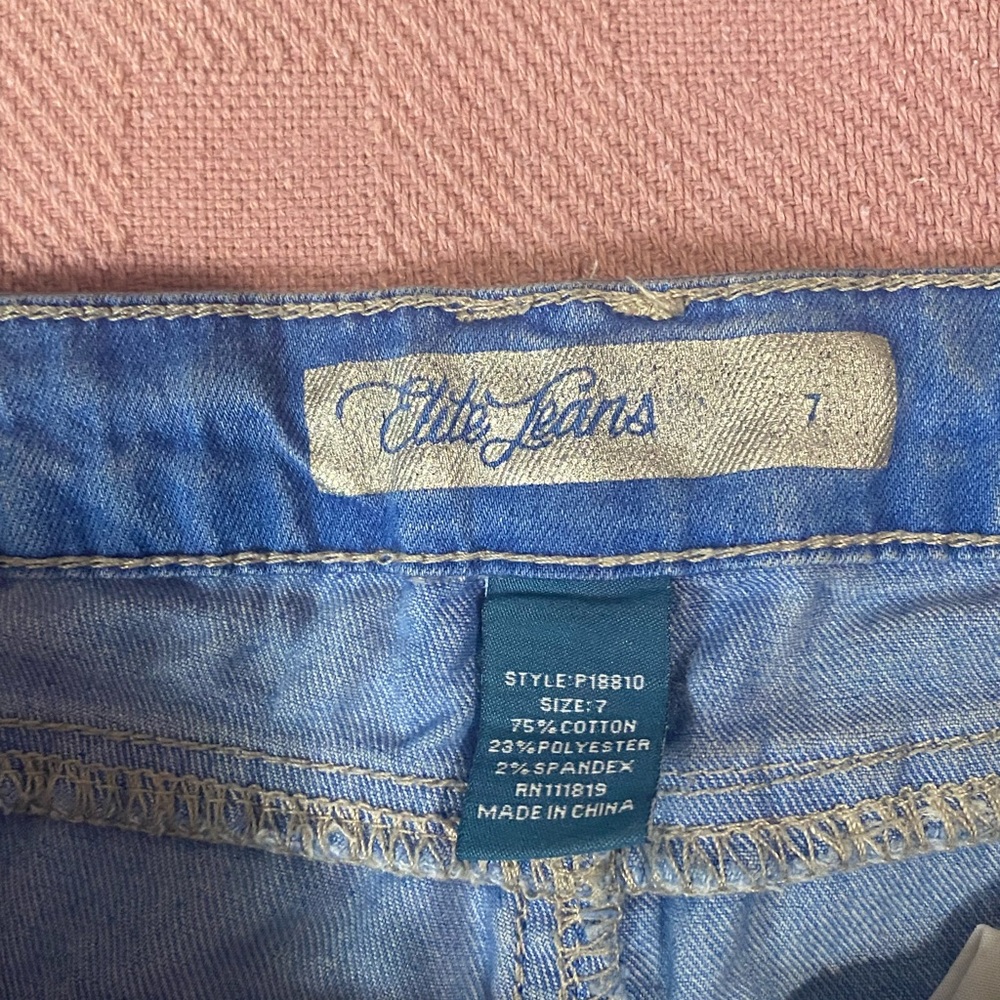 Elite Jeans 7
STYLE:P18810
SIZE:7
75%COTTON
23%POLYESTER
2%SPANDEX
RN111819
MADE IN CHINA